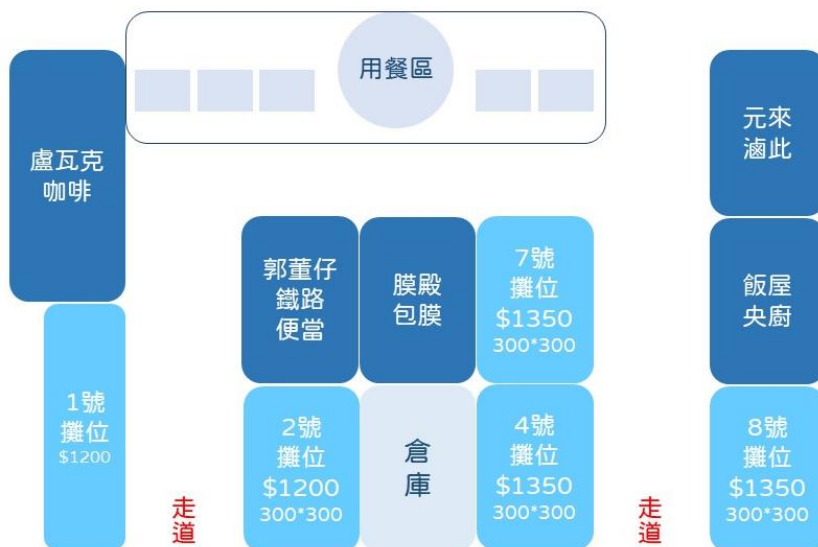 用餐區
盧瓦克
咖啡
元來
滷此
郭董仔
鐵路
便當
膜殿
包膜
7號
攤位
$1350
300*300
飯屋
央廚
1號
攤位
$1200
2號
攤位
$1200
300*300
倉
庫
4號
攤位
$1350
300*300
8號
攤位
$1350
300*300
走
道
走
道